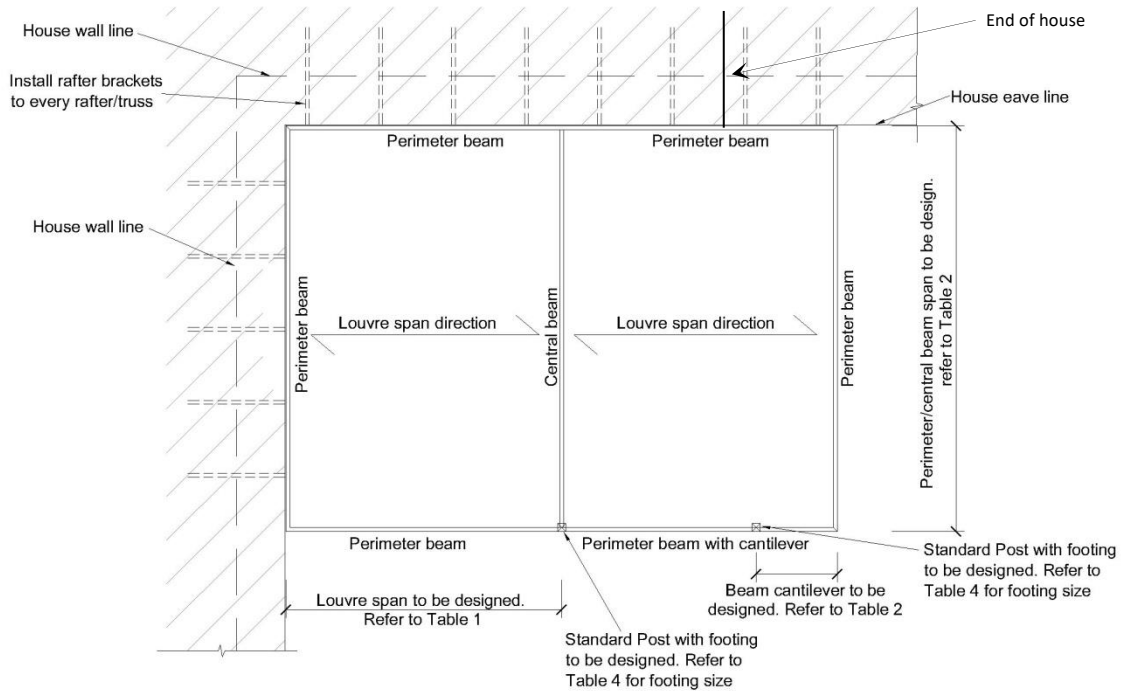 House wall line
End of house
Install rafter brackets
to every rafter/truss
House eave line
Perimeter beam
Perimeter beam
House wall line
Perimeter beam
Louvre span direction
Central beam
Louvre span direction
Perimeter beam
Perimeter/central beam span to be design.
refer to Table 2
Perimeter beam
Perimeter beam with cantilever
Standard Post with footing
to be designed. Refer to
Table 4 for footing size
Louvre span to be designed.
Refer to Table 1
Beam cantilever to be
designed. Refer to Table 2
Standard Post with footing
to be designed. Refer to
Table 4 for footing size